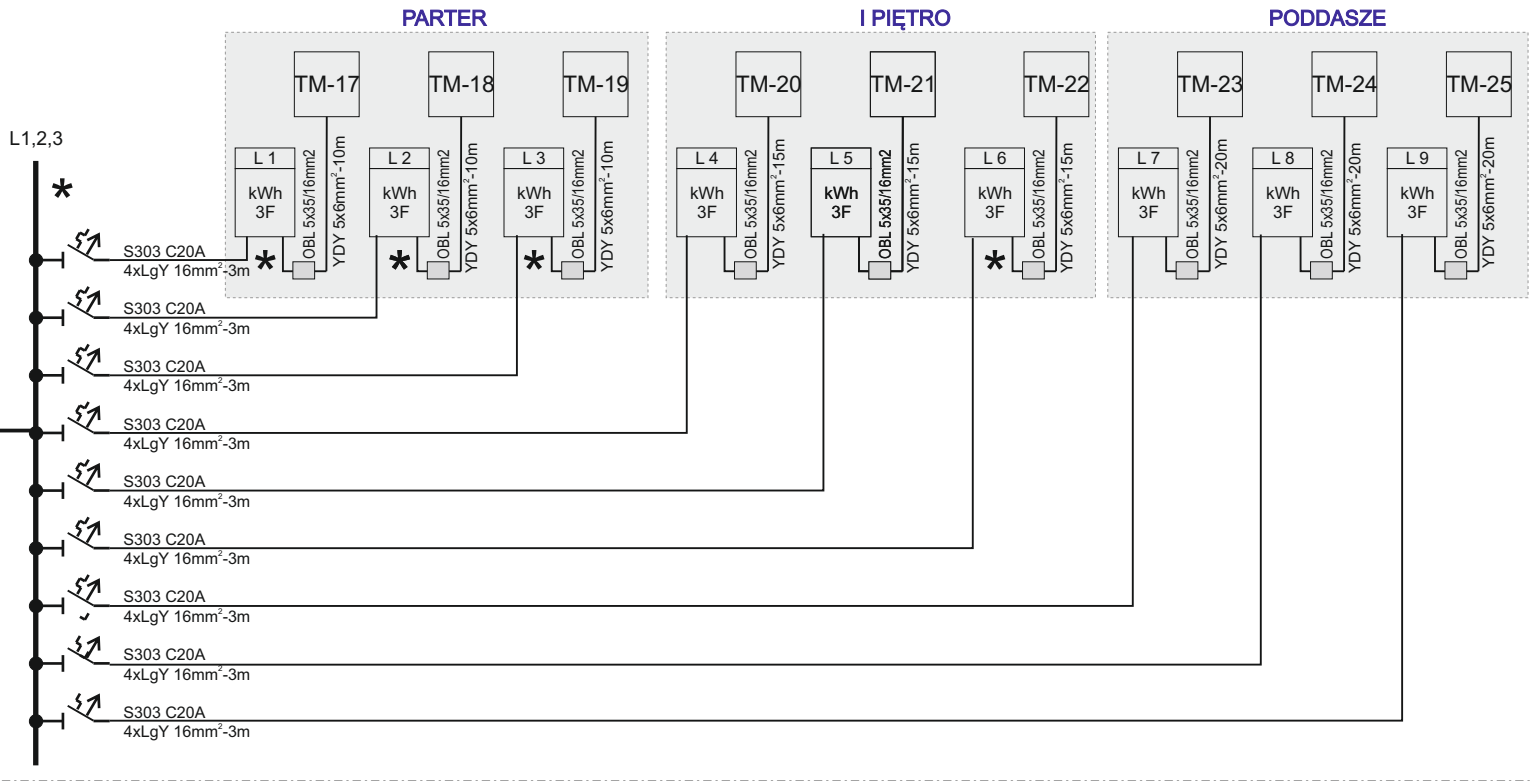 PARTER
I PIĘTRO
PODDASZE
TM-17
TM-18
TM-19
TM-20
TM-21
TM-22
TM-23
TM-24
TM-25
L1,2,3
*
L 1
kWh
3F
*
OBL 5x35/16mm2
YDY 5x6mm²-10m
L 2
kWh
3F
*
OBL 5x35/16mm2
YDY 5x6mm²-10m
L 3
kWh
3F
*
OBL 5x35/16mm2
YDY 5x6mm²-10m
L 4
kWh
3F
OBL 5x35/16mm2
YDY 5x6mm²-15m
L 5
kWh
3F
OBL 5x35/16mm2
YDY 5x6mm²-15m
L 6
kWh
3F
*
OBL 5x35/16mm2
YDY 5x6mm²-15m
L 7
kWh
3F
OBL 5x35/16mm2
YDY 5x6mm²-20m
L 8
kWh
3F
OBL 5x35/16mm2
YDY 5x6mm²-20m
L 9
kWh
3F
OBL 5x35/16mm2
YDY 5x6mm²-20m
S303 C20A
4xLgY 16mm²-3m
S303 C20A
4xLgY 16mm²-3m
S303 C20A
4xLgY 16mm²-3m
S303 C20A
4xLgY 16mm²-3m
S303 C20A
4xLgY 16mm²-3m
S303 C20A
4xLgY 16mm²-3m
S303 C20A
4xLgY 16mm²-3m
S303 C20A
4xLgY 16mm²-3m
S303 C20A
4xLgY 16mm²-3m